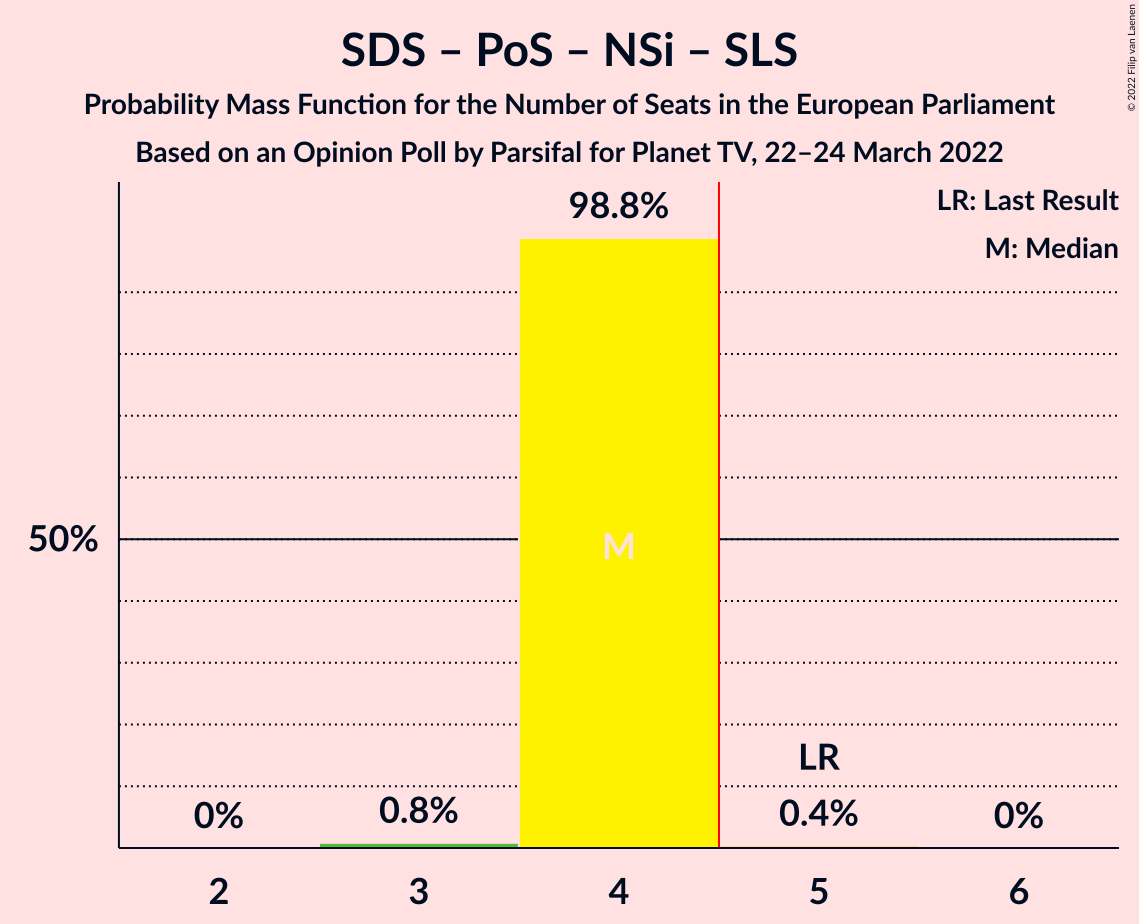 SDS – PoS – NSi – SLS
Probability Mass Function for the Number of Seats in the European Parliament
Based on an Opinion Poll by Parsifal for Planet TV, 22–24 March 2022
© 2022 Filip van Laenen
LR: Last Result
M: Median
98.8%
50%
M
LR
0%
0.8%
0.4%
0%
2
3
4
5
6